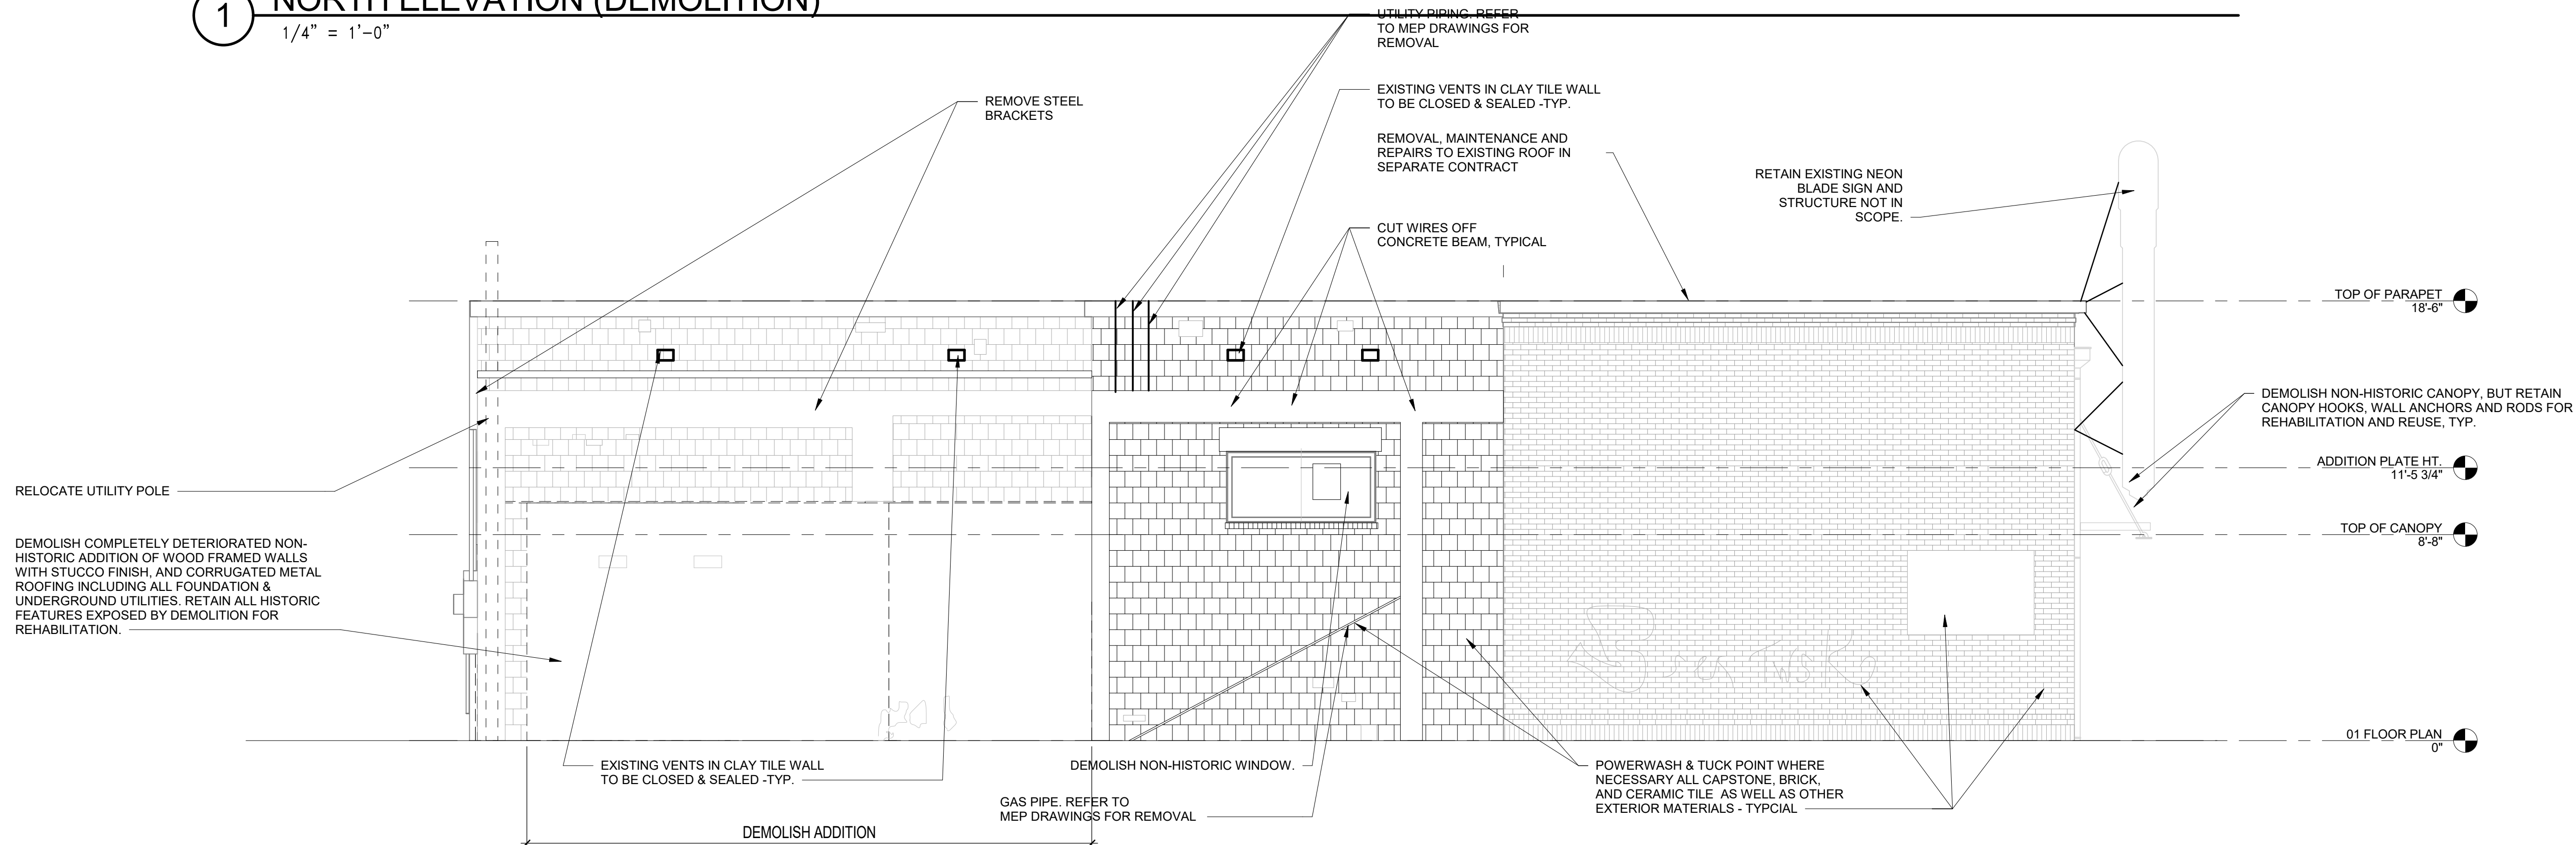 1
NORTH ELEVATION (DEMOLITION)
1/4" = 1'-0"
UTILITY PIPING. REFER
TO MEP DRAWINGS FOR
REMOVAL
EXISTING VENTS IN CLAY TILE WALL
TO BE CLOSED & SEALED -TYP.
REMOVE STEEL
BRACKETS
REMOVAL, MAINTENANCE AND
REPAIRS TO EXISTING ROOF IN
SEPARATE CONTRACT
RETAIN EXISTING NEON
BLADE SIGN AND
STRUCTURE NOT IN
SCOPE.
CUT WIRES OFF
CONCRETE BEAM, TYPICAL
TOP OF PARAPET
18'-6"
DEMOLISH NON-HISTORIC CANOPY, BUT RETAIN
CANOPY HOOKS, WALL ANCHORS AND RODS FOR
REHABILITATION AND REUSE, TYP.
ADDITION PLATE HT.
11'-5 3/4"
RELOCATE UTILITY POLE
TOP OF CANOPY
8'-8"
DEMOLISH COMPLETELY DETERIORATED NON-
HISTORIC ADDITION OF WOOD FRAMED WALLS
WITH STUCCO FINISH, AND CORRUGATED METAL
ROOFING INCLUDING ALL FOUNDATION &
UNDERGROUND UTILITIES. RETAIN ALL HISTORIC
FEATURES EXPOSED BY DEMOLITION FOR
REHABILITATION.
01 FLOOR PLAN
0"
EXISTING VENTS IN CLAY TILE WALL
TO BE CLOSED & SEALED -TYP.
DEMOLISH NON-HISTORIC WINDOW.
POWERWASH & TUCK POINT WHERE
NECESSARY ALL CAPSTONE, BRICK,
AND CERAMIC TILE AS WELL AS OTHER
EXTERIOR MATERIALS - TYPCIAL
GAS PIPE. REFER TO
MEP DRAWINGS FOR REMOVAL
DEMOLISH ADDITION